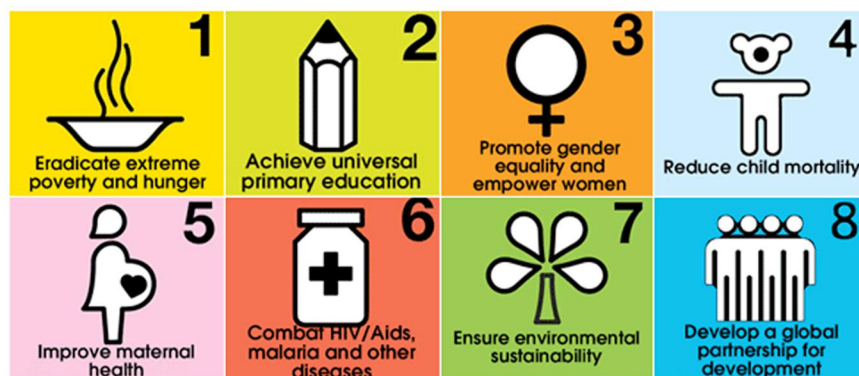 1
Eradicate extreme
poverty and hunger
2
Achieve universal
primary education
3
Promote gender
equality and
empower women
4
Reduce child mortality
5
Improve maternal
health
6
Combat HIV/Aids,
malaria and other
diseases
7
Ensure environmental
sustainability
8
Develop a global
partnership for
development